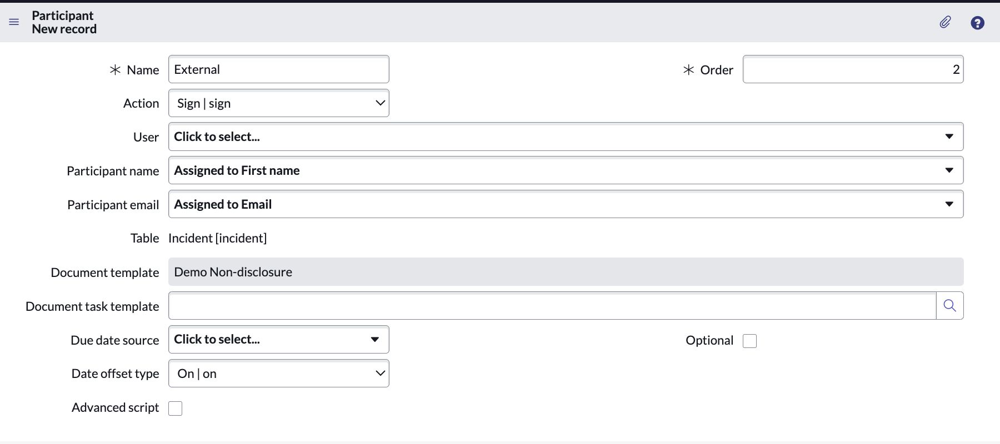 Participant
New record
Name External
Order 2
Action Sign | sign
User Click to select...
Participant name Assigned to First name
Participant email Assigned to Email
Table Incident [incident]
Document template Demo Non-disclosure
Document task template
Due date source Click to select...
Optional
Date offset type On | on
Advanced script